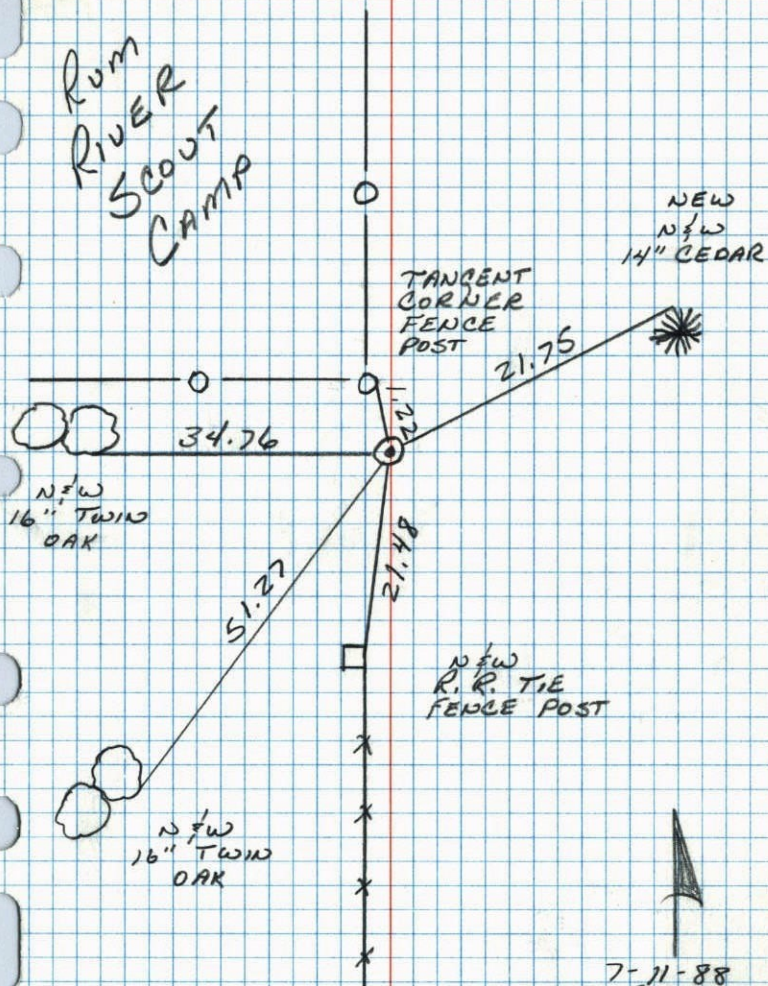 RUM
RIVER
SCOUT
CAMP
NEW
N & W
14" CEDAR
TANGENT
CORNER
FENCE
POST
21.75
34.76
N & W
16" TWIN
OAK
21.48
51.27
N & W
R. R. TIE
FENCE POST
N & W
16" TWIN
OAK
7-11-88